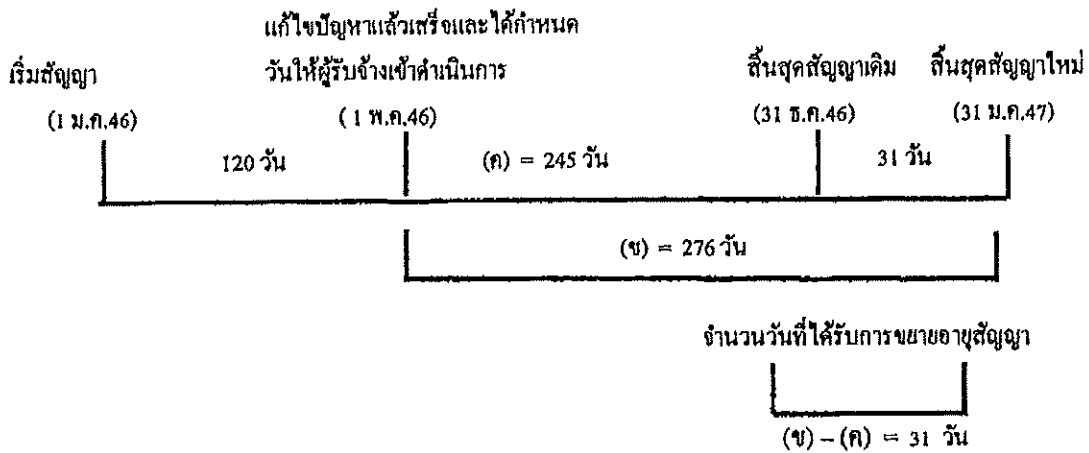 แก้ไขปัญหาแล้วเสร็จและได้กำหนด
เริ่มสัญญา วันให้ผู้รับจ้างเข้าดำเนินการ สิ้นสุดสัญญาเดิม สิ้นสุดสัญญาใหม่
(1 ม.ค.46) (1 พ.ค.46) (31 ธ.ค.46) (31 ม.ค.47)
120 วัน (ค) = 245 วัน 31 วัน
(ข) = 276 วัน
จำนวนวันที่ได้รับการขยายอายุสัญญา
(ข) – (ค) = 31 วัน